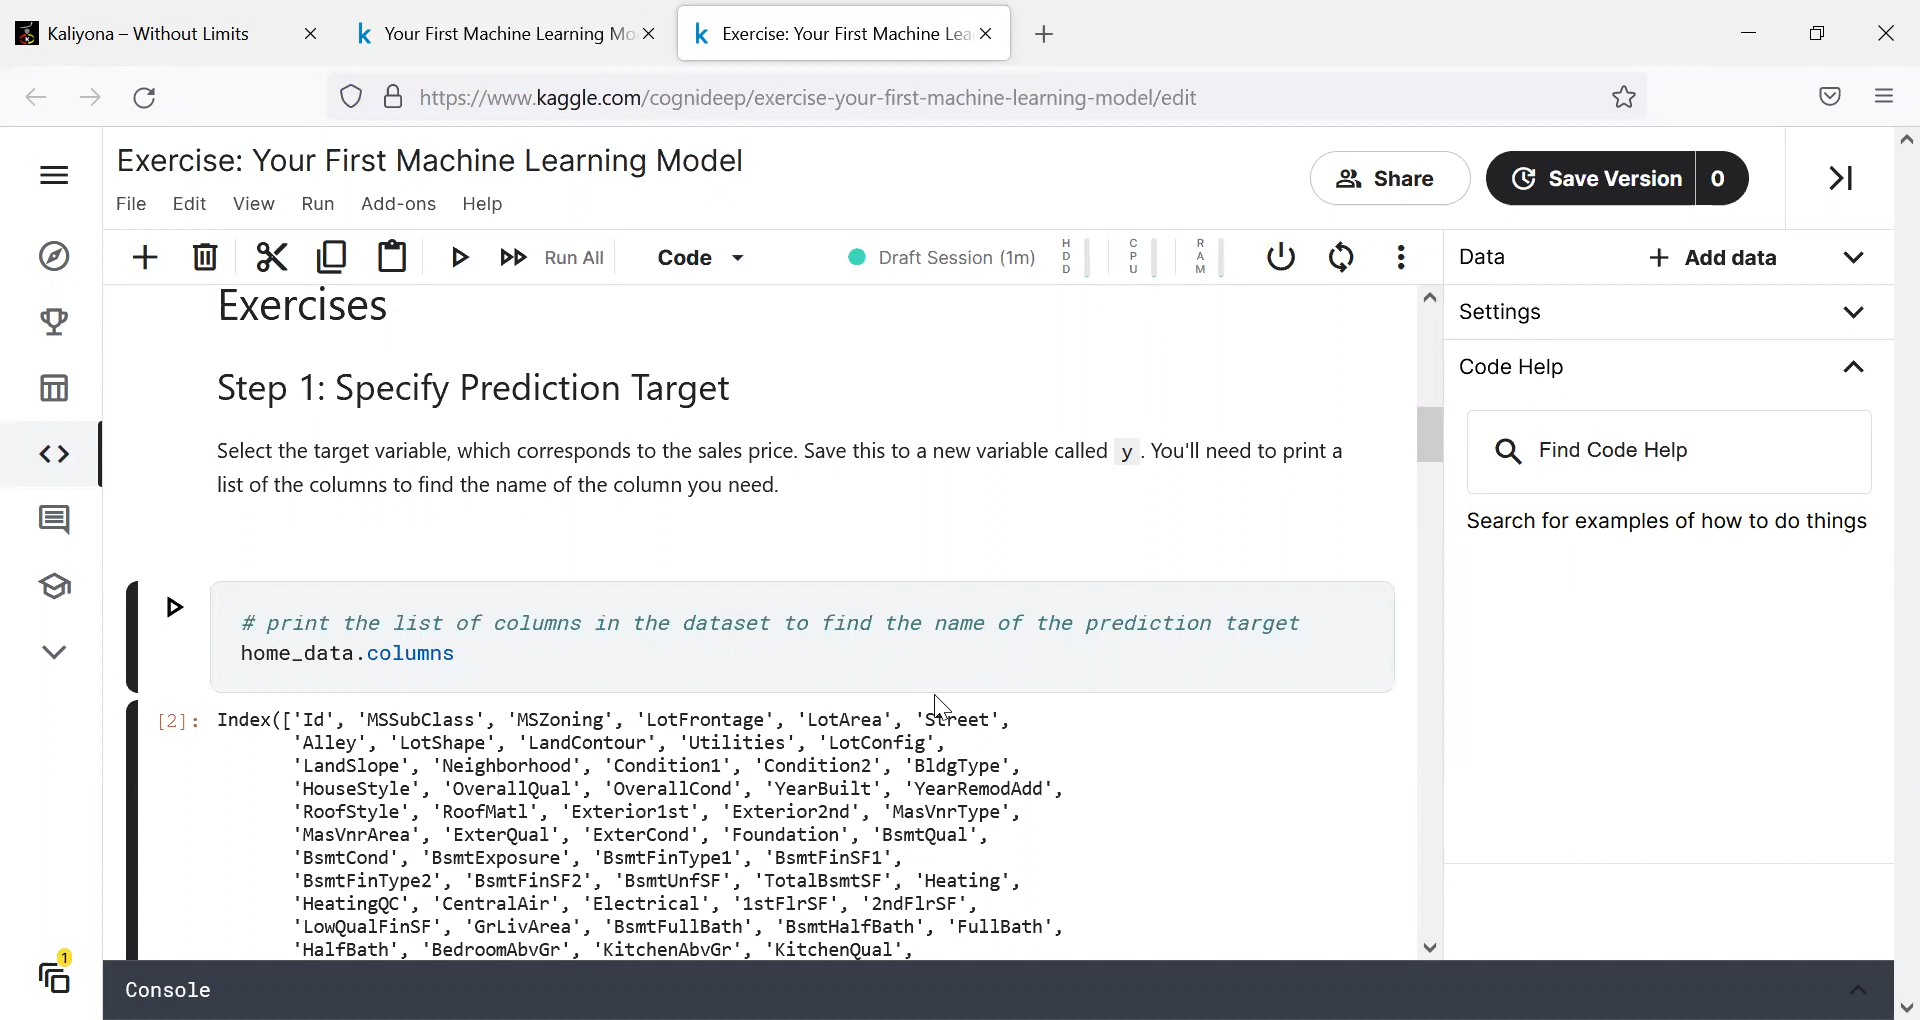 Kaliyona – Without Limits
Your First Machine Learning Mo
Exercise: Your First Machine Lea
https://www.kaggle.com/cognideep/exercise-your-first-machine-learning-model/edit
Exercise: Your First Machine Learning Model
File Edit View Run Add-ons Help
Share
Save Version 0
Run All
Code
Draft Session (1m)
HDD
CPU
RAM
Data
+ Add data
Settings
Code Help
Find Code Help
Search for examples of how to do things
Exercises
Step 1: Specify Prediction Target
Select the target variable, which corresponds to the sales price. Save this to a new variable called y. You'll need to print a
list of the columns to find the name of the column you need.
# print the list of columns in the dataset to find the name of the prediction target
home_data.columns
[2]: Index(['Id', 'MSSubClass', 'MSZoning', 'LotFrontage', 'LotArea', 'Street',
'Alley', 'LotShape', 'LandContour', 'Utilities', 'LotConfig',
'LandSlope', 'Neighborhood', 'Condition1', 'Condition2', 'BldgType',
'HouseStyle', 'OverallQual', 'OverallCond', 'YearBuilt', 'YearRemodAdd',
'RoofStyle', 'RoofMatl', 'Exterior1st', 'Exterior2nd', 'MasVnrType',
'MasVnrArea', 'ExterQual', 'ExterCond', 'Foundation', 'BsmtQual',
'BsmtCond', 'BsmtExposure', 'BsmtFinType1', 'BsmtFinSF1',
'BsmtFinType2', 'BsmtFinSF2', 'BsmtUnfSF', 'TotalBsmtSF', 'Heating',
'HeatingQC', 'CentralAir', 'Electrical', '1stFlrSF', '2ndFlrSF',
'LowQualFinSF', 'GrLivArea', 'BsmtFullBath', 'BsmtHalfBath', 'FullBath',
'HalfBath', 'BedroomAbvGr', 'KitchenAbvGr', 'KitchenQual',
1
Console